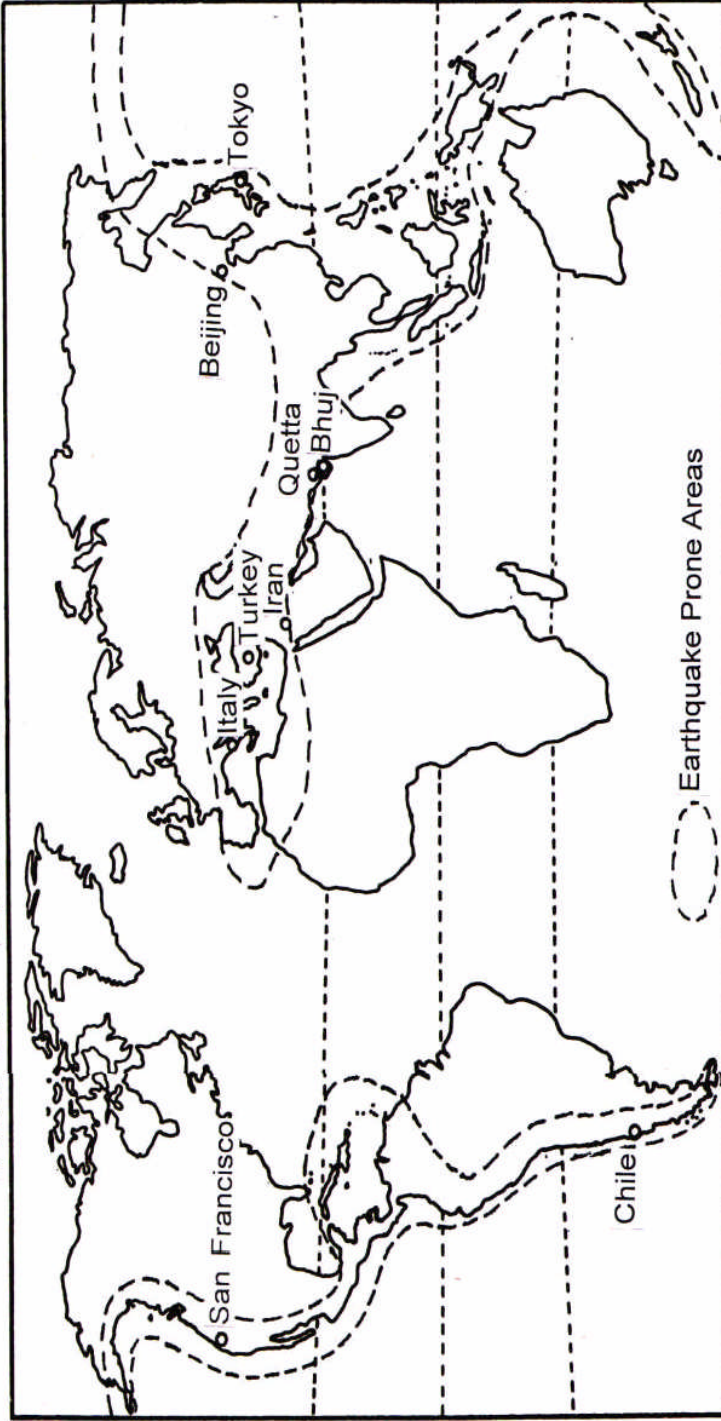 Tokyo
Beijing
Quetta
Bhuj
Turkey
Iran
Italy
San Francisco
Chile
Earthquake Prone Areas